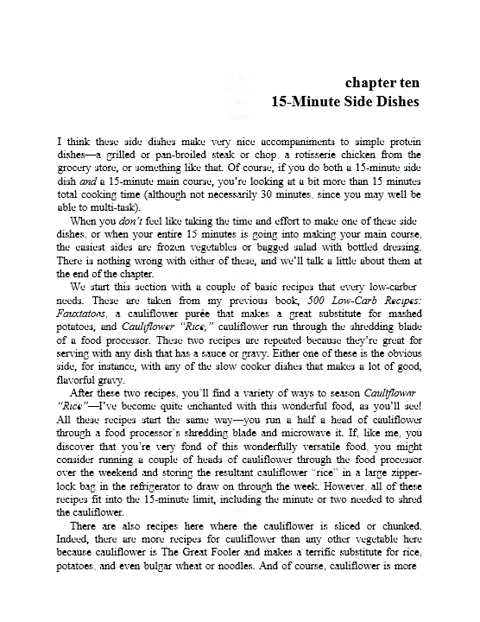 chapter ten
15-Minute Side Dishes
I think these side dishes make very nice accompaniments to simple protein
dishes—a grilled or pan-broiled steak or chop, a rotisserie chicken from the
grocery store, or something like that. Of course, if you do both a 15-minute side
dish and a 15-minute main course, you're looking at a bit more than 15 minutes
total cooking time (although not necessarily 30 minutes, since you may well be
able to multi-task).
When you don't feel like taking the time and effort to make one of these side
dishes, or when your entire 15 minutes is going into making your main course,
the easiest sides are frozen vegetables or bagged salad with bottled dressing.
There is nothing wrong with either of these, and we'll talk a little about them at
the end of the chapter.
We start this section with a couple of basic recipes that every low-carber
needs. These are taken from my previous book, 500 Low-Carb Recipes:
Fauxtatoes, a cauliflower purée that makes a great substitute for mashed
potatoes, and Cauliflower "Rice," cauliflower run through the shredding blade
of a food processor. These two recipes are repeated because they're great for
serving with any dish that has a sauce or gravy. Either one of these is the obvious
side, for instance, with any of the slow cooker dishes that makes a lot of good,
flavorful gravy.
After these two recipes, you'll find a variety of ways to season Cauliflower
"Rice"—I've become quite enchanted with this wonderful food, as you'll see!
All these recipes start the same way—you run a half a head of cauliflower
through a food processor's shredding blade and microwave it. If, like me, you
discover that you're very fond of this wonderfully versatile food, you might
consider running a couple of heads of cauliflower through the food processor
over the weekend and storing the resultant cauliflower "rice" in a large zipper-
lock bag in the refrigerator to draw on through the week. However, all of these
recipes fit into the 15-minute limit, including the minute or two needed to shred
the cauliflower.
There are also recipes here where the cauliflower is sliced or chunked.
Indeed, there are more recipes for cauliflower than any other vegetable here
because cauliflower is The Great Fooler and makes a terrific substitute for rice,
potatoes, and even bulgar wheat or noodles. And of course, cauliflower is more